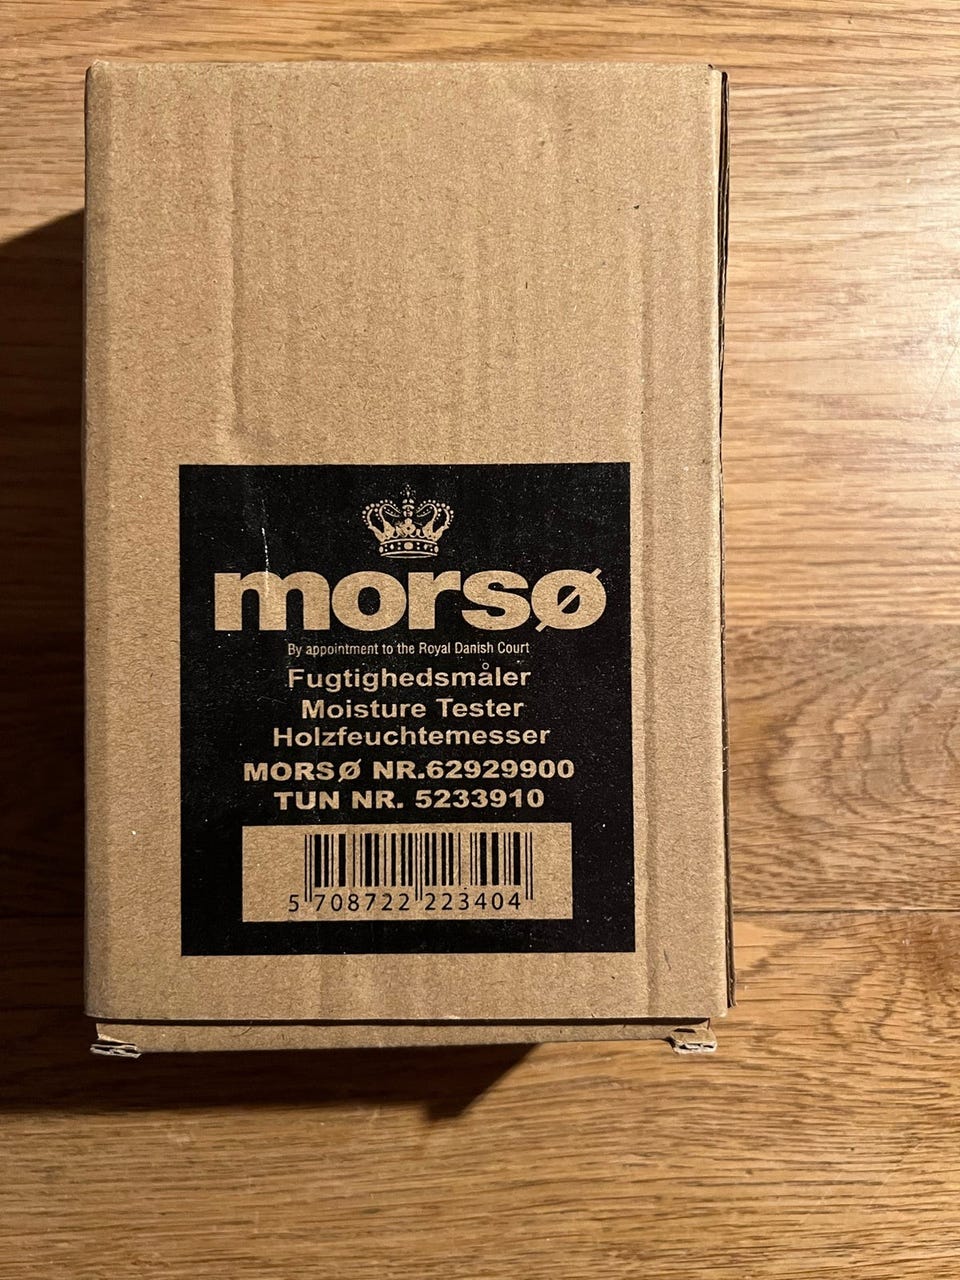 morsø
By appointment to the Royal Danish Court
Fugtighedsmåler
Moisture Tester
Holzfeuchtemesser
MORSØ NR.62929900
TUN NR. 5233910
5 708722 223404